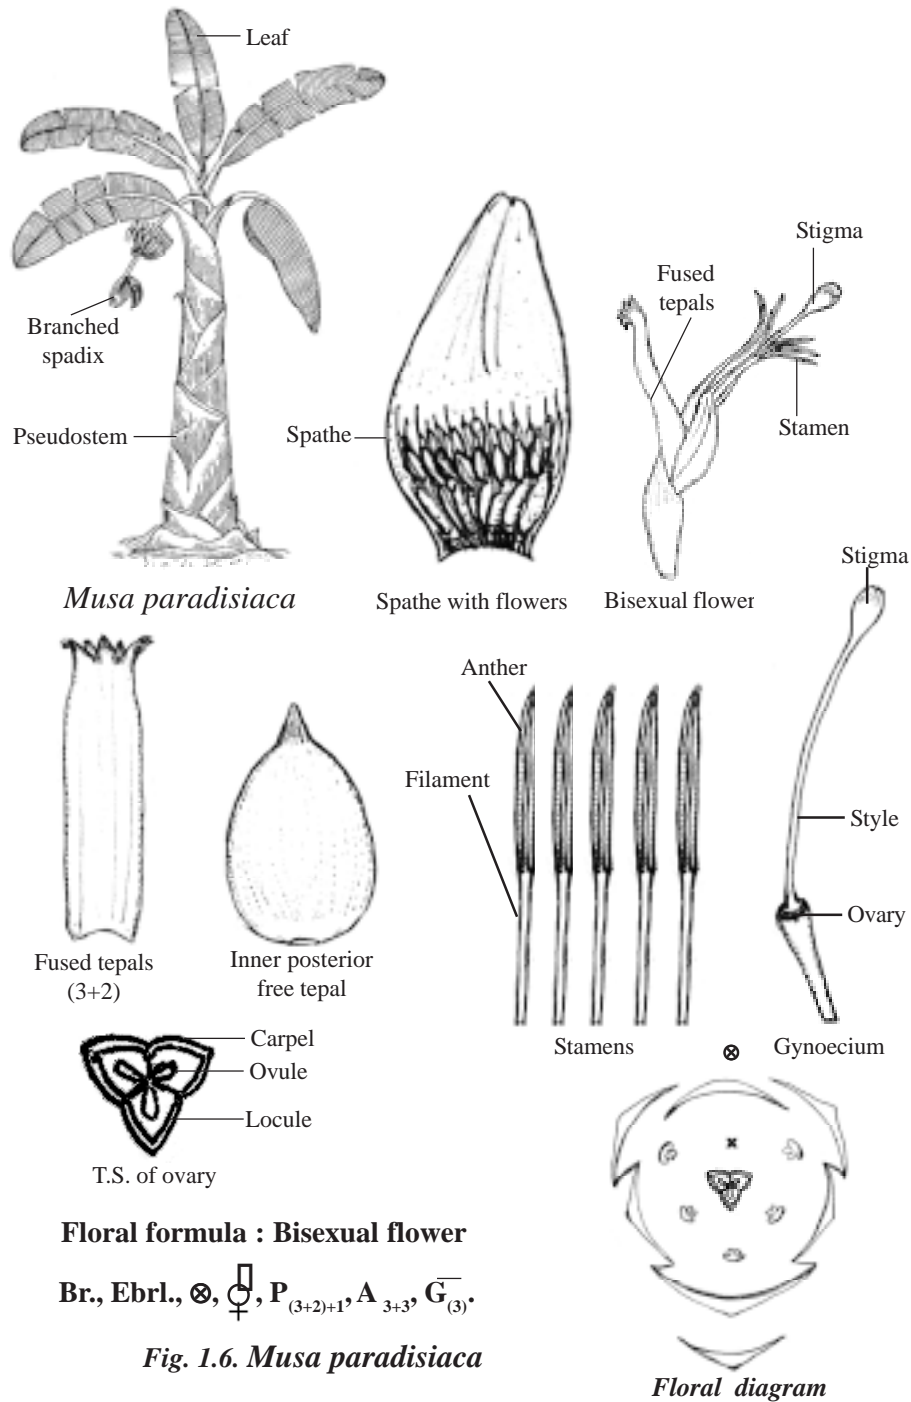 Leaf
Branched
spadix
Pseudostem
Musa paradisiaca
Spathe
Spathe with flowers
Stigma
Fused
tepals
Stamen
Bisexual flower
Fused tepals
(3+2)
Inner posterior
free tepal
Anther
Filament
Stamens
Stigma
Style
Ovary
Gynoecium
Carpel
Ovule
Locule
T.S. of ovary
Floral formula : Bisexual flower
Br., Ebrl., ⊗, ⚥, P(3+2)+1, A 3+3, G̅(3).
Fig. 1.6. Musa paradisiaca
Floral diagram